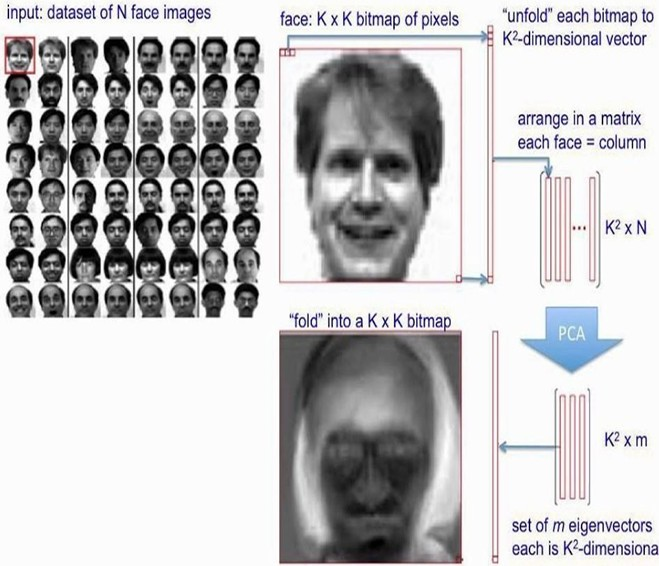 input: dataset of N face images
face: K x K bitmap of pixels
"unfold" each bitmap to
K²-dimensional vector
arrange in a matrix
each face = column
...
K² x N
PCA
"fold" into a K x K bitmap
K² x m
set of m eigenvectors
each is K²-dimensiona